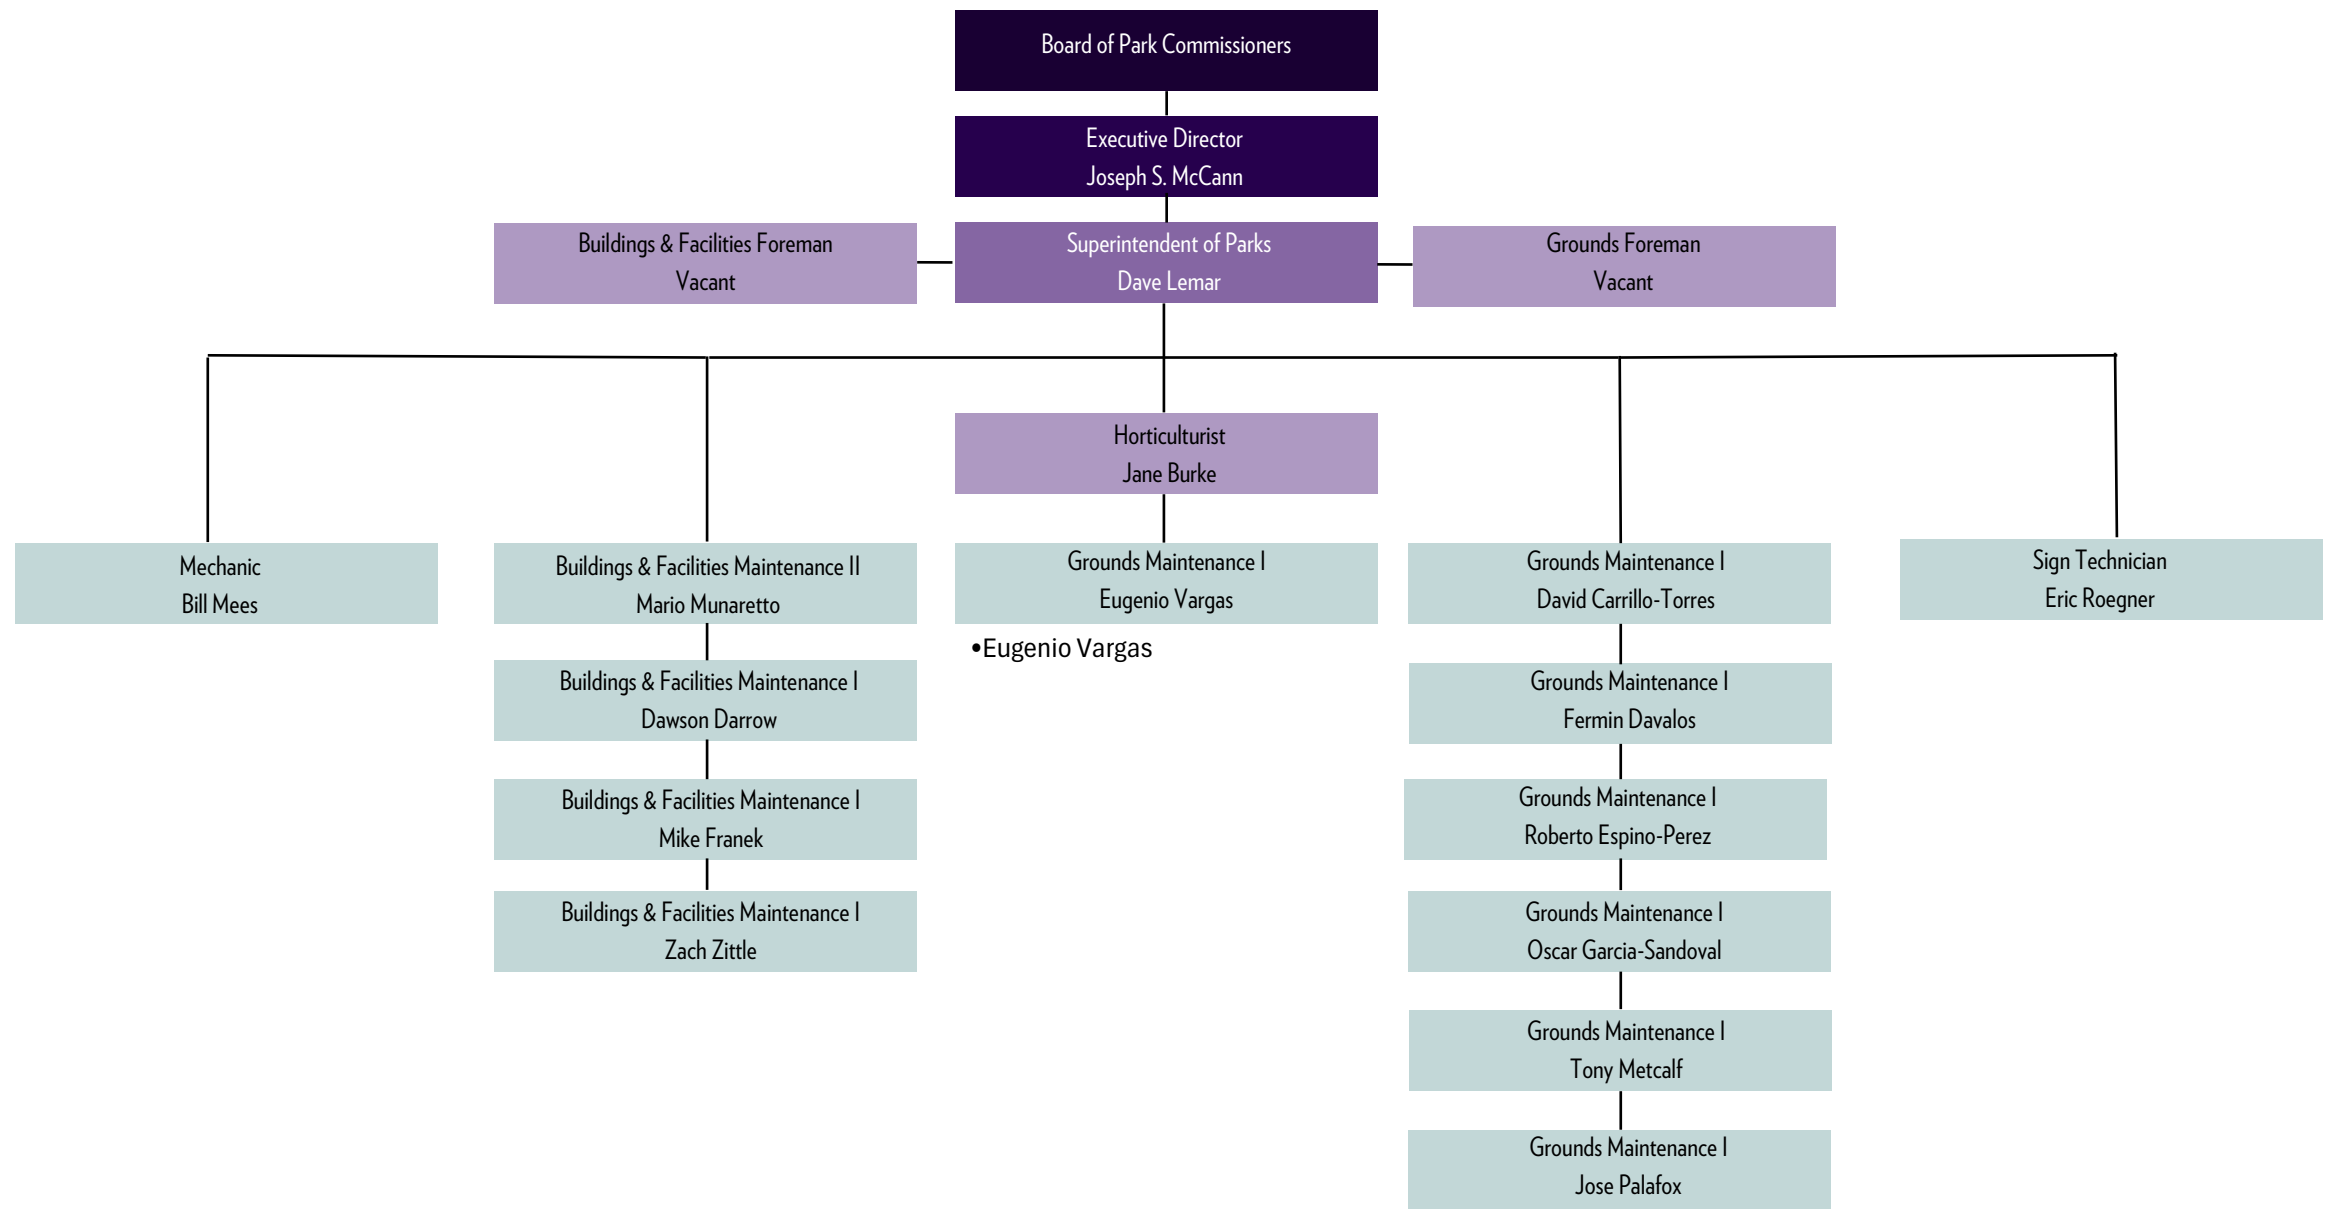 Board of Park Commissioners
Executive Director
Joseph S. McCann
Buildings & Facilities Foreman
Vacant
Superintendent of Parks
Dave Lemar
Grounds Foreman
Vacant
Horticulturist
Jane Burke
Mechanic
Bill Mees
Buildings & Facilities Maintenance II
Mario Munaretto
Buildings & Facilities Maintenance I
Dawson Darrow
Buildings & Facilities Maintenance I
Mike Franek
Buildings & Facilities Maintenance I
Zach Zittle
Grounds Maintenance I
Eugenio Vargas
•Eugenio Vargas
Grounds Maintenance I
David Carrillo-Torres
Grounds Maintenance I
Fermin Davalos
Grounds Maintenance I
Roberto Espino-Perez
Grounds Maintenance I
Oscar Garcia-Sandoval
Grounds Maintenance I
Tony Metcalf
Grounds Maintenance I
Jose Palafox
Sign Technician
Eric Roegner